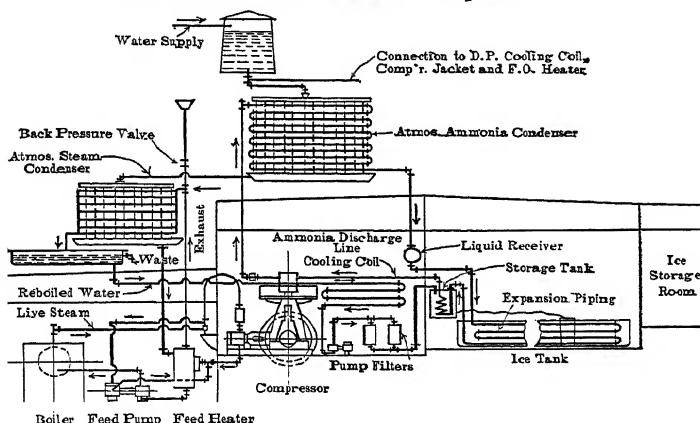 Water Supply
Connection to D.P. Cooling Coil,
Comp'r. Jacket and F.O. Heater
Back Pressure Valve
Atmos. Ammonia Condenser
Atmos. Steam
Condenser
Exhaust
Ammonia Discharge
Line
Cooling Coil
Liquid Receiver
Waste
Storage Tank
Ice
Storage
Room
Reboiled Water
Expansion Piping
Live Steam
Ice Tank
Pump Filters
Compressor
Boiler Feed Pump Feed Heater